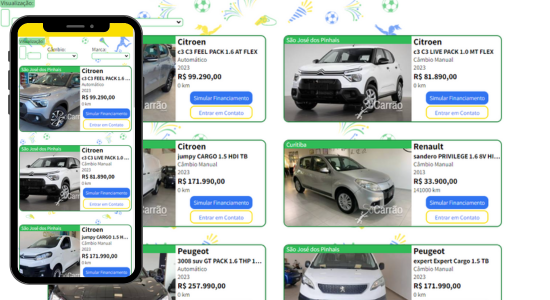 Visualização:
Visualização:
Câmbio:
Marca:
São José dos Pinhais
Citroen
c3 C3 FEEL PACK 1.6 ...
Automático
2023
R$ 99.290,00
0 km
Simular Financiamento
Entrar em Contato
São José dos Pinhais
Citroen
c3 C3 LIVE PACK 1.0 ...
Câmbio Manual
2023
R$ 81.890,00
0 km
Simular Financiamento
Entrar em Contato
São José dos Pinhais
Citroen
jumpy CARGO 1.5 H...
Câmbio Manual
2023
R$ 171.990,00
0 km
Simular Financiamento
Citroen
c3 C3 FEEL PACK 1.6 AT FLEX
Automático
2023
R$ 99.290,00
0 km
Simular Financiamento
Entrar em Contato
Carrão
São José dos Pinhais
Citroen
c3 C3 LIVE PACK 1.0 MT FLEX
Câmbio Manual
2023
R$ 81.890,00
0 km
Simular Financiamento
Entrar em Contato
Carrão
Citroen
jumpy CARGO 1.5 HDI TB
Câmbio Manual
2023
R$ 171.990,00
0 km
Simular Financiamento
Entrar em Contato
Carrão
Curitiba
Renault
sandero PRIVILEGE 1.6 8V HI...
Câmbio Manual
2013
R$ 33.900,00
141000 km
Simular Financiamento
Entrar em Contato
Carrão
Peugeot
3008 suv GT PACK 1.6 THP 1...
Automático
2023
R$ 257.990,00
0 km
São José dos Pinhais
Peugeot
expert Expert Cargo 1.5 TB
Câmbio Manual
2023
R$ 171.990,00
0 km